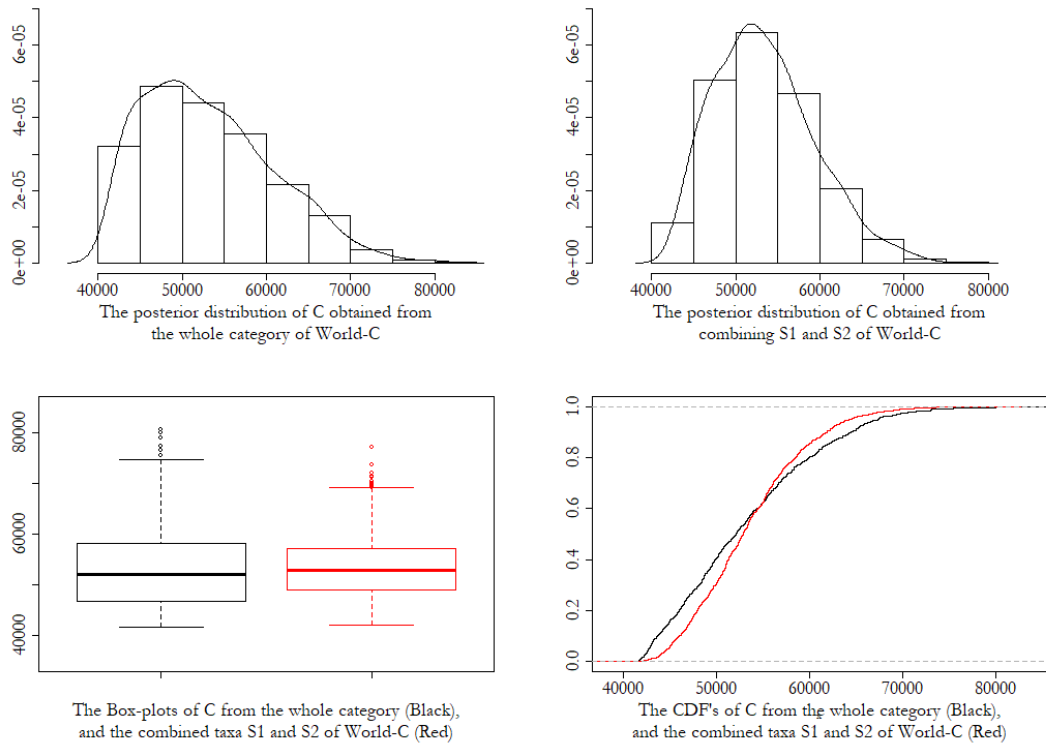 6e-05
4e-05
2e-05
0e+00
40000 50000 60000 70000 80000
The posterior distribution of C obtained from
the whole category of World-C
6e-05
4e-05
2e-05
0e+00
40000 50000 60000 70000 80000
The posterior distribution of C obtained from
combining S1 and S2 of World-C
80000
60000
40000
The Box-plots of C from the whole category (Black),
and the combined taxa S1 and S2 of World-C (Red)
1.0
0.8
0.6
0.4
0.2
0.0
40000 50000 60000 70000 80000
The CDF's of C from the whole category (Black),
and the combined taxa S1 and S2 of World-C (Red)